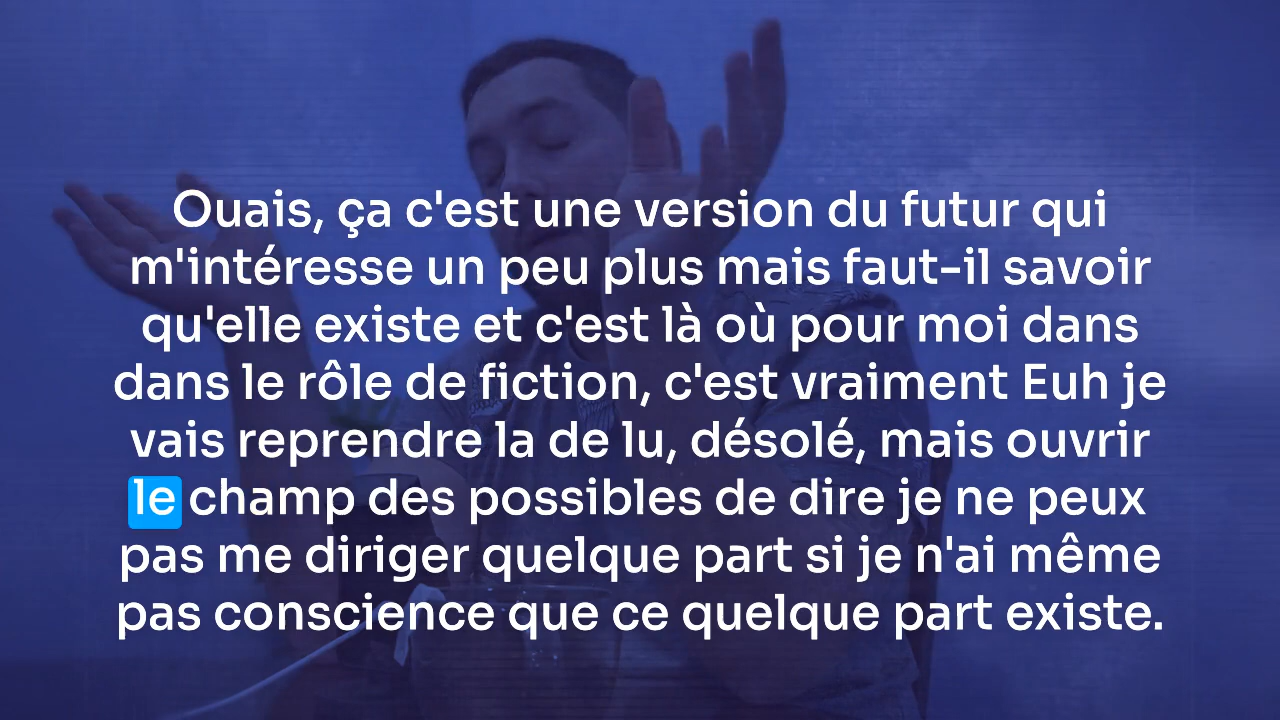 Ouais, ça c'est une version du futur qui
m'intéresse un peu plus mais faut-il savoir
qu'elle existe et c'est là où pour moi dans
dans le rôle de fiction, c'est vraiment Euh je
vais reprendre la de lu, désolé, mais ouvrir
le champ des possibles de dire je ne peux
pas me diriger quelque part si je n'ai même
pas conscience que ce quelque part existe.